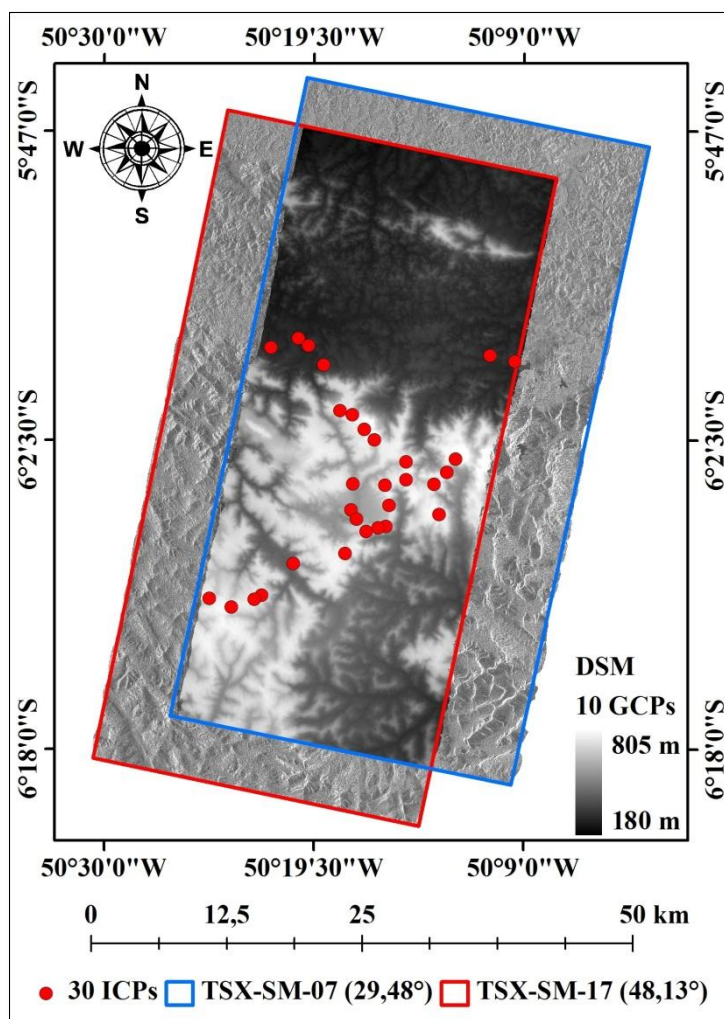 50°30'0"W 50°19'30"W 50°9'0"W
N
W E
S
5°47'0"S 5°47'0"S
6°2'30"S 6°2'30"S
DSM
10 GCPs
805 m
180 m
6°18'0"S 6°18'0"S
50°30'0"W 50°19'30"W 50°9'0"W
0 12,5 25 50 km
30 ICPs TSX-SM-07 (29,48°) TSX-SM-17 (48,13°)